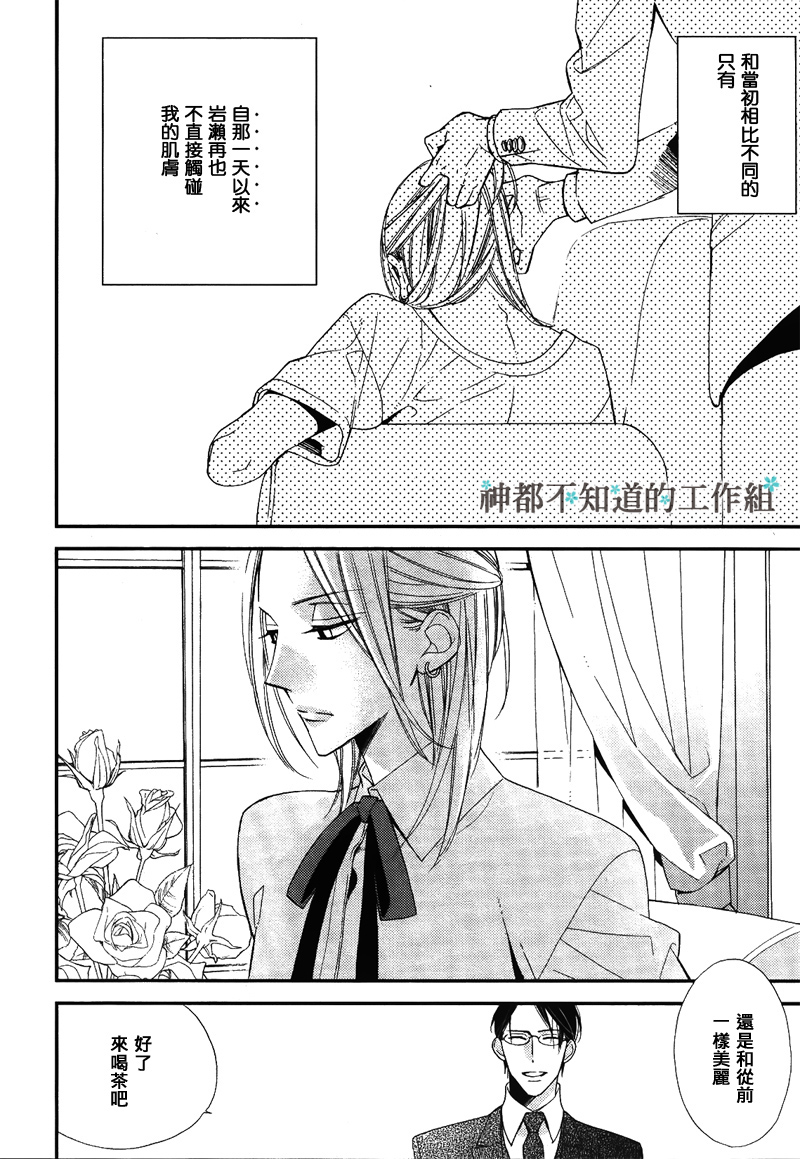 和當初相比不同的
只有
自那一天以來
岩瀨再也
不直接觸碰
我的肌膚
神都不知道的工作組
還是和從前
一樣美麗
好了
來喝茶吧